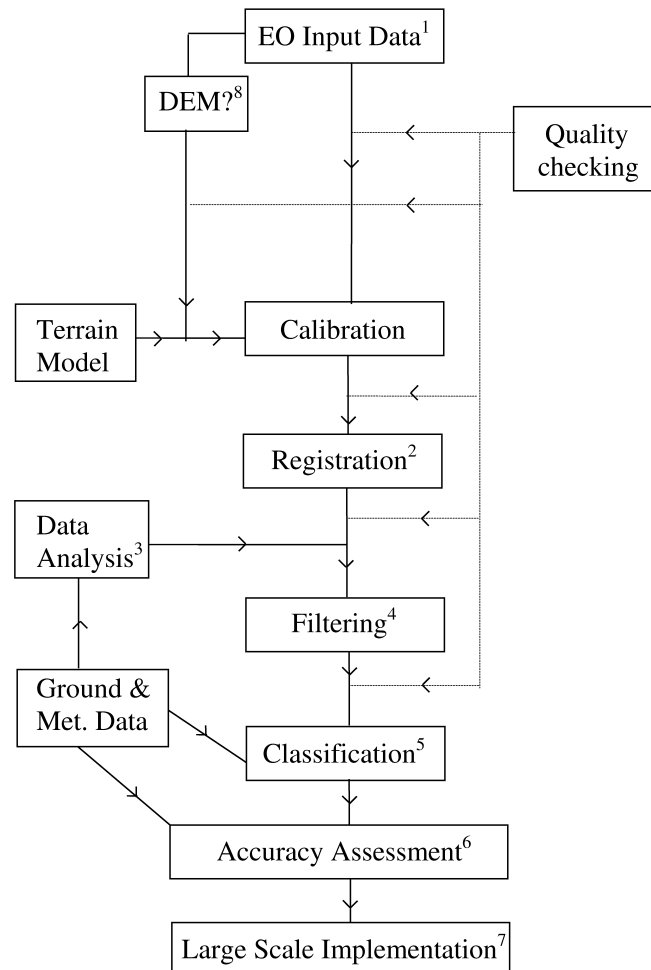 EO Input Data¹
DEM?⁸
Quality
checking
Terrain
Model
Calibration
Registration²
Data
Analysis³
Filtering⁴
Ground &
Met. Data
Classification⁵
Accuracy Assessment⁶
Large Scale Implementation⁷